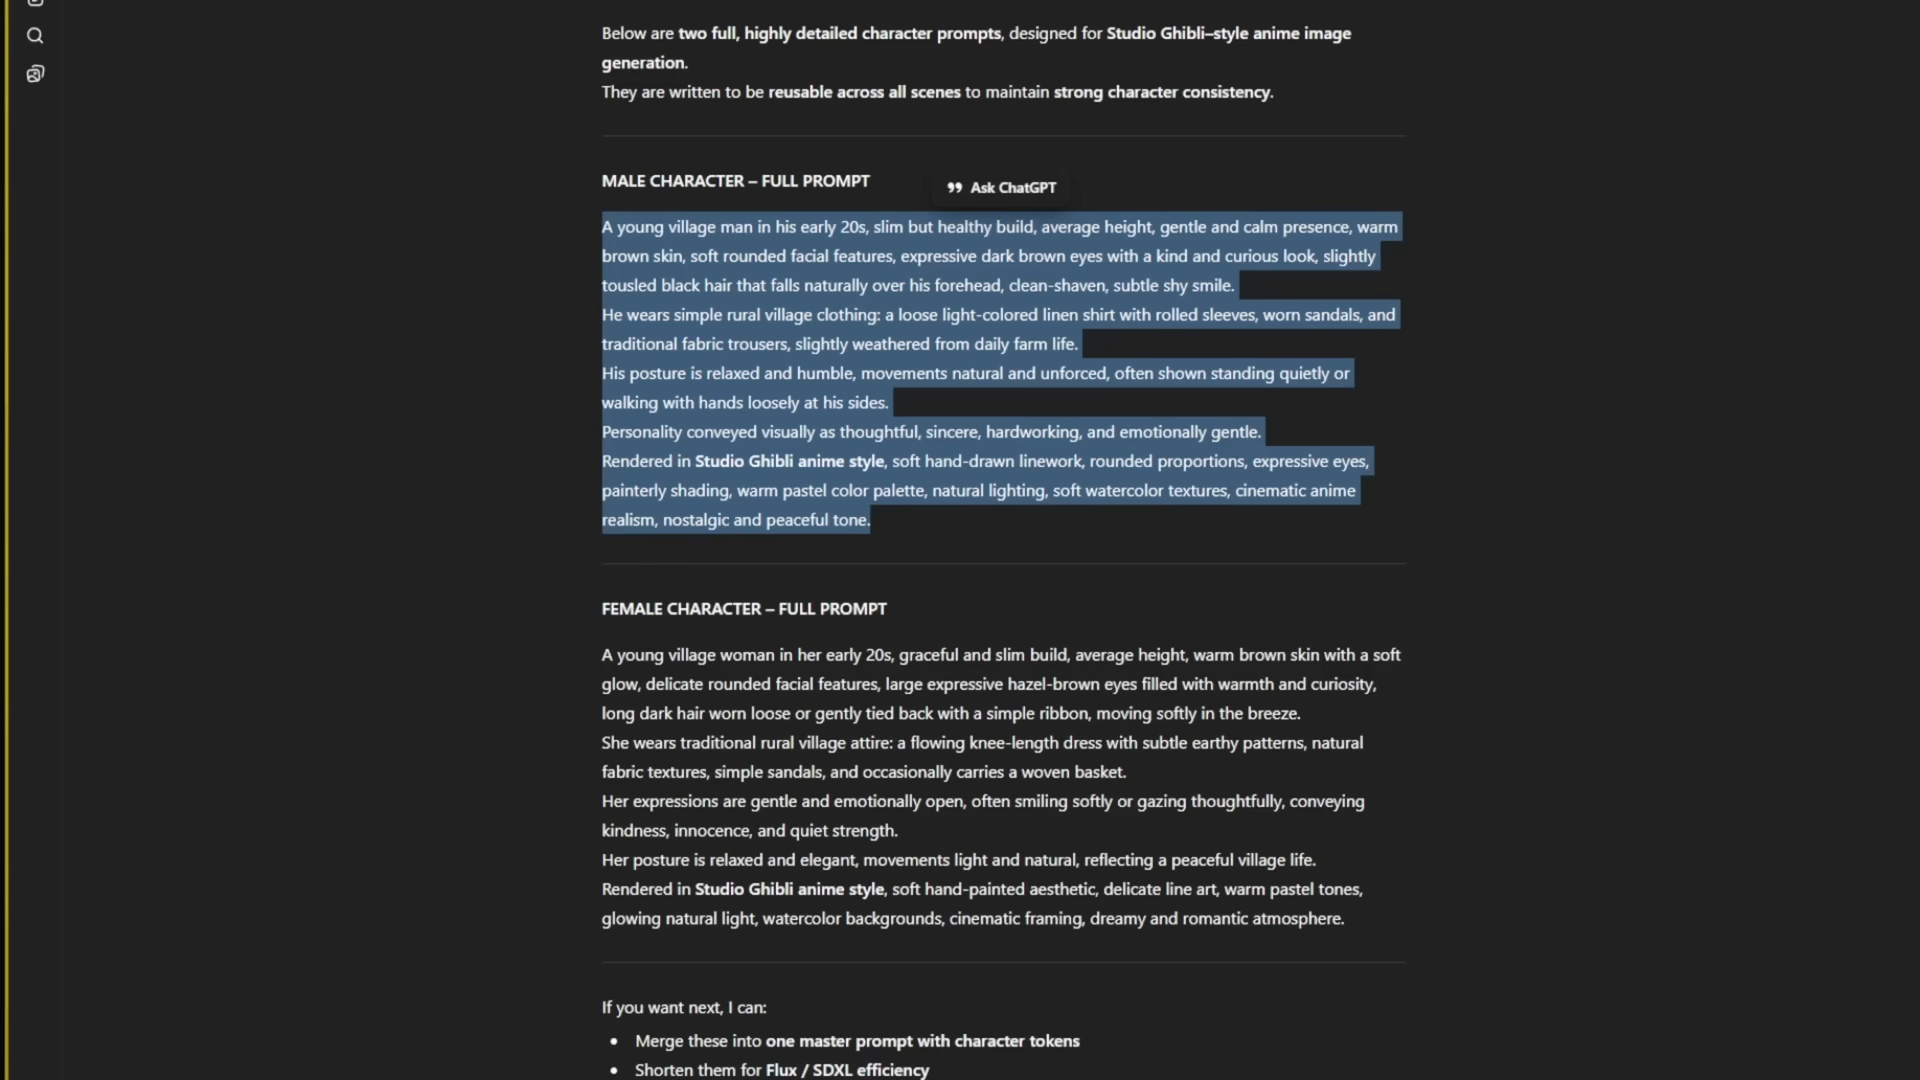 Below are two full, highly detailed character prompts, designed for Studio Ghibli–style anime image
generation.
They are written to be reusable across all scenes to maintain strong character consistency.
MALE CHARACTER – FULL PROMPT
Ask ChatGPT
A young village man in his early 20s, slim but healthy build, average height, gentle and calm presence, warm
brown skin, soft rounded facial features, expressive dark brown eyes with a kind and curious look, slightly
tousled black hair that falls naturally over his forehead, clean-shaven, subtle shy smile.
He wears simple rural village clothing: a loose light-colored linen shirt with rolled sleeves, worn sandals, and
traditional fabric trousers, slightly weathered from daily farm life.
His posture is relaxed and humble, movements natural and unforced, often shown standing quietly or
walking with hands loosely at his sides.
Personality conveyed visually as thoughtful, sincere, hardworking, and emotionally gentle.
Rendered in Studio Ghibli anime style, soft hand-drawn linework, rounded proportions, expressive eyes,
painterly shading, warm pastel color palette, natural lighting, soft watercolor textures, cinematic anime
realism, nostalgic and peaceful tone.
FEMALE CHARACTER – FULL PROMPT
A young village woman in her early 20s, graceful and slim build, average height, warm brown skin with a soft
glow, delicate rounded facial features, large expressive hazel-brown eyes filled with warmth and curiosity,
long dark hair worn loose or gently tied back with a simple ribbon, moving softly in the breeze.
She wears traditional rural village attire: a flowing knee-length dress with subtle earthy patterns, natural
fabric textures, simple sandals, and occasionally carries a woven basket.
Her expressions are gentle and emotionally open, often smiling softly or gazing thoughtfully, conveying
kindness, innocence, and quiet strength.
Her posture is relaxed and elegant, movements light and natural, reflecting a peaceful village life.
Rendered in Studio Ghibli anime style, soft hand-painted aesthetic, delicate line art, warm pastel tones,
glowing natural light, watercolor backgrounds, cinematic framing, dreamy and romantic atmosphere.
If you want next, I can:
Merge these into one master prompt with character tokens
Shorten them for Flux / SDXL efficiency